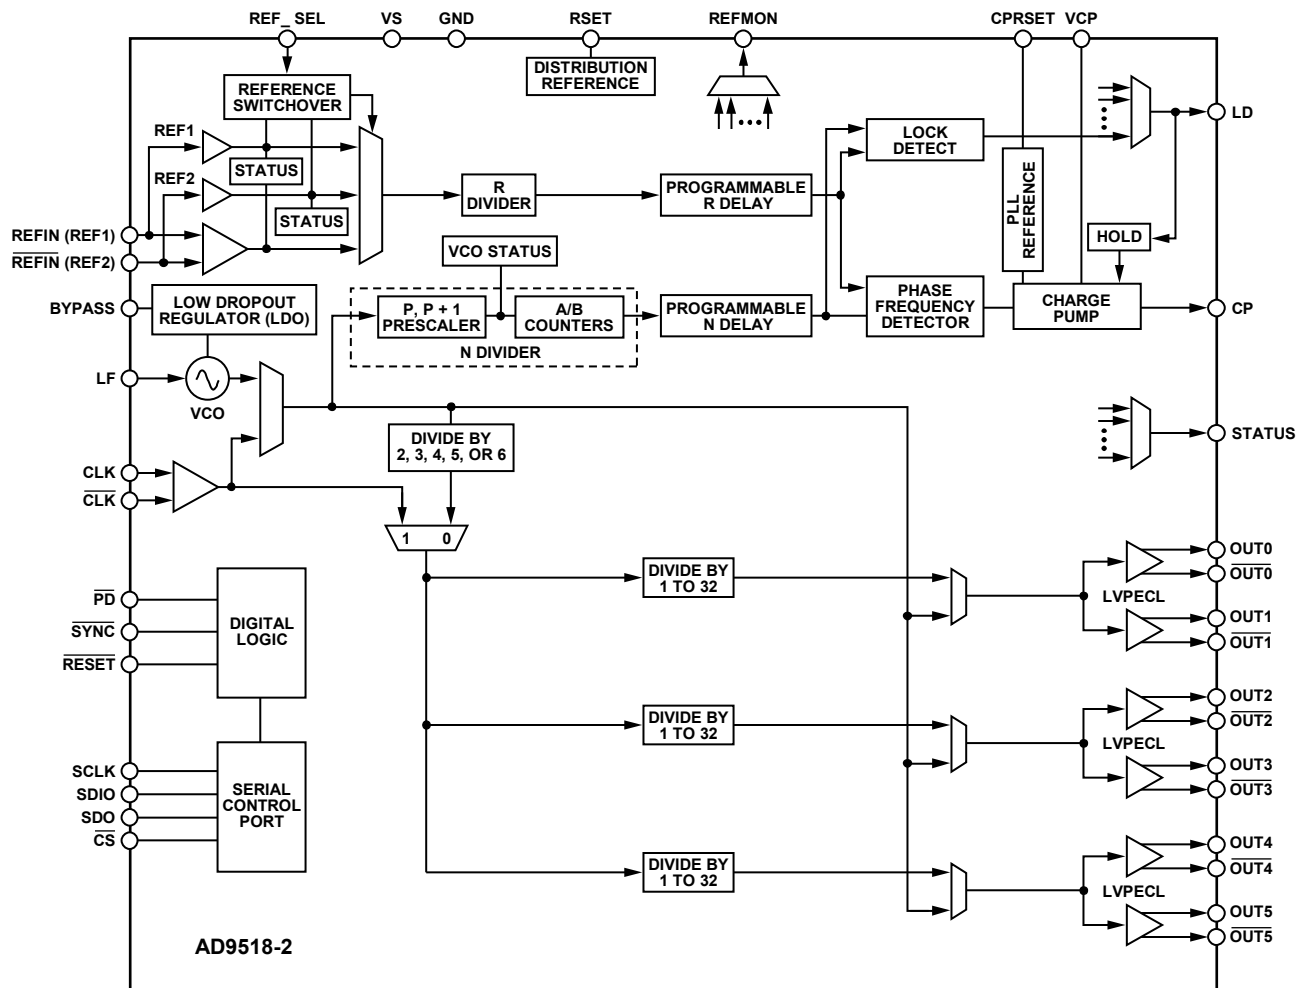 REF_ SEL
VS
GND
RSET
REFMON
CPRSET
VCP
DISTRIBUTION
REFERENCE
REFERENCE
SWITCHOVER
REF1
STATUS
REF2
STATUS
R
DIVIDER
PROGRAMMABLE
R DELAY
LOCK
DETECT
LD
PLL
REFERENCE
HOLD
REFIN (REF1)
REFIN (REF2)
VCO STATUS
BYPASS
LOW DROPOUT
REGULATOR (LDO)
P, P + 1
PRESCALER
A/B
COUNTERS
N DIVIDER
PROGRAMMABLE
N DELAY
PHASE
FREQUENCY
DETECTOR
CHARGE
PUMP
CP
LF
VCO
DIVIDE BY
2, 3, 4, 5, OR 6
STATUS
CLK
CLK
1 0
DIVIDE BY
1 TO 32
LVPECL
OUT0
OUT0
OUT1
OUT1
PD
SYNC
RESET
DIGITAL
LOGIC
DIVIDE BY
1 TO 32
LVPECL
OUT2
OUT2
OUT3
OUT3
SCLK
SDIO
SDO
CS
SERIAL
CONTROL
PORT
DIVIDE BY
1 TO 32
LVPECL
OUT4
OUT4
OUT5
OUT5
AD9518-2